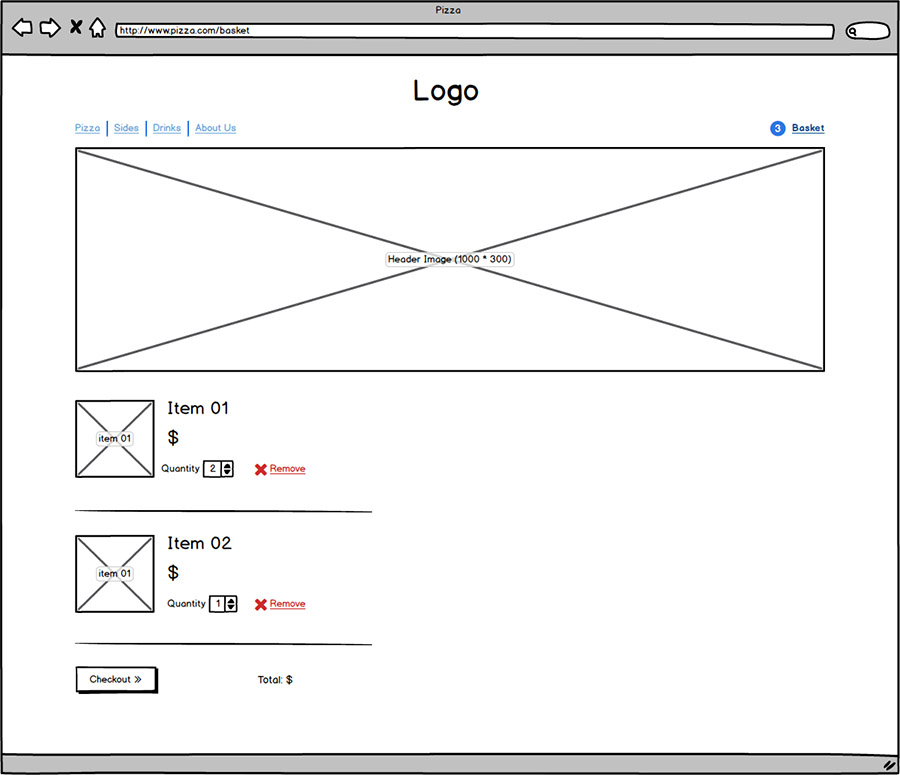 Pizza
http://www.pizza.com/basket
Logo
Pizza Sides Drinks About Us 3 Basket
Header Image (1000 * 300)
Item 01
item 01
$
Quantity 2 Remove
Item 02
item 01
$
Quantity 1 Remove
Checkout » Total: $